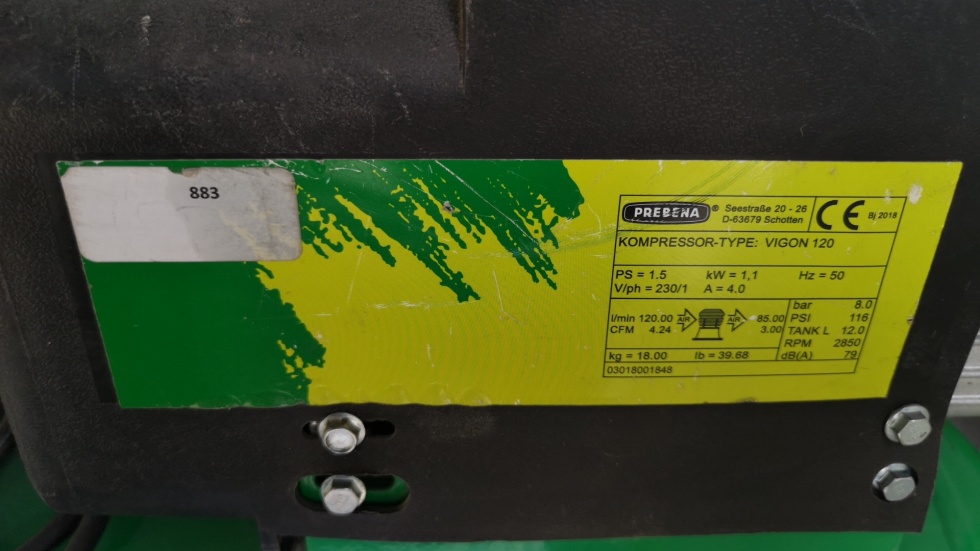 883
PREBENA ® Seestraße 20 - 26
D-63679 Schotten
CE Bj 2018
KOMPRESSOR-TYPE: VIGON 120
PS = 1.5 kW = 1,1 Hz = 50
V/ph = 230/1 A = 4.0
l/min 120.00 AIR AIR 85.00
CFM 4.24 3.00
bar 8.0
PSI 116
TANK L 12.0
RPM 2850
dB(A) 79
kg = 18.00 lb = 39.68
03018001848